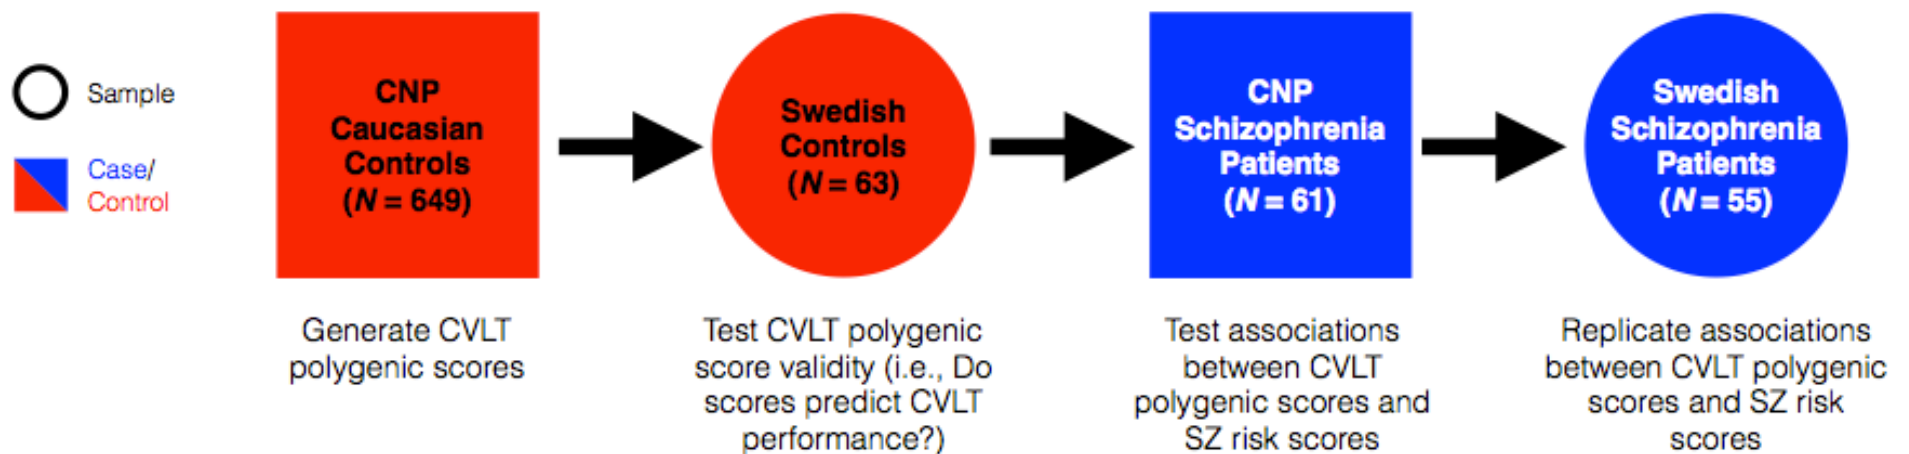 Sample
Case/
Control
CNP
Caucasian
Controls
(N = 649)
Generate CVLT
polygenic scores
Swedish
Controls
(N = 63)
Test CVLT polygenic
score validity (i.e., Do
scores predict CVLT
performance?)
CNP
Schizophrenia
Patients
(N = 61)
Test associations
between CVLT
polygenic scores and
SZ risk scores
Swedish
Schizophrenia
Patients
(N = 55)
Replicate associations
between CVLT polygenic
scores and SZ risk
scores